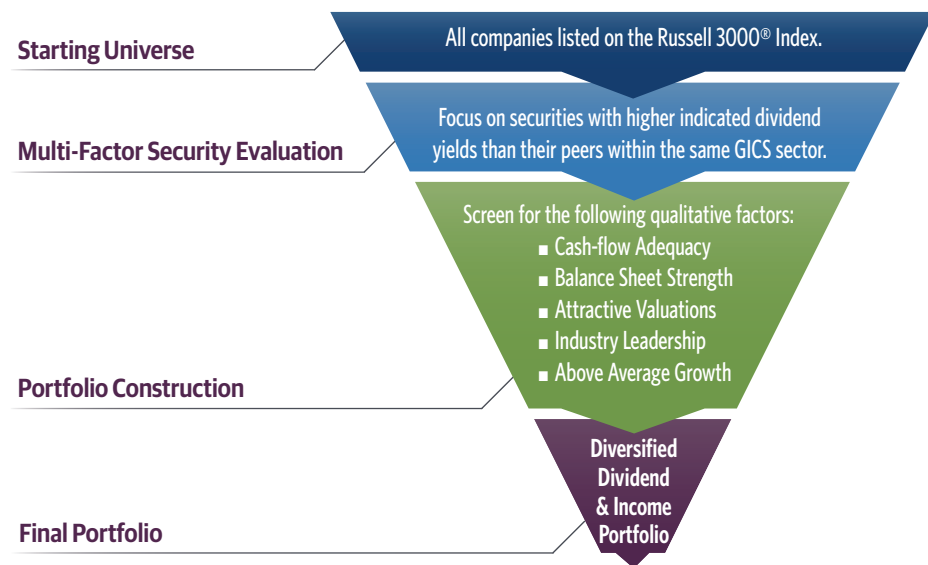 Starting Universe
All companies listed on the Russell 3000® Index.
Multi-Factor Security Evaluation
Focus on securities with higher indicated dividend
yields than their peers within the same GICS sector.
Screen for the following qualitative factors:
■ Cash-flow Adequacy
■ Balance Sheet Strength
■ Attractive Valuations
■ Industry Leadership
■ Above Average Growth
Portfolio Construction
Diversified
Dividend
& Income
Portfolio
Final Portfolio